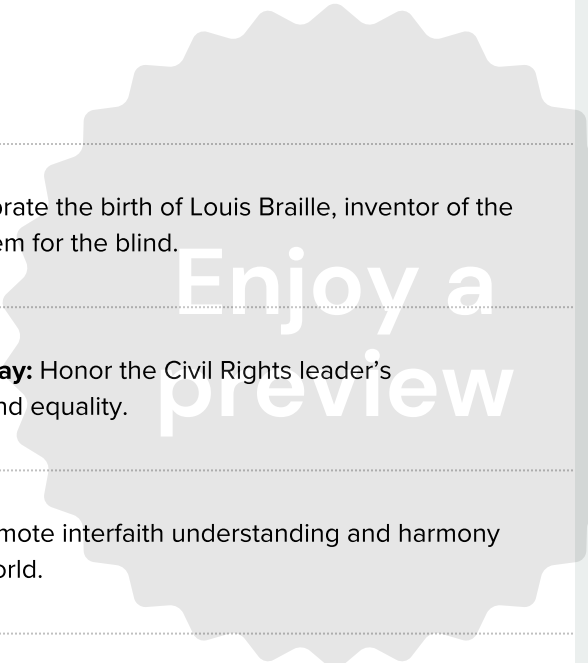 rate the birth of Louis Braille, inventor of the
em for the blind.
Enjoy a
ay: Honor the Civil Rights leader’s
preview
nd equality.
mote interfaith understanding and harmony
orld.